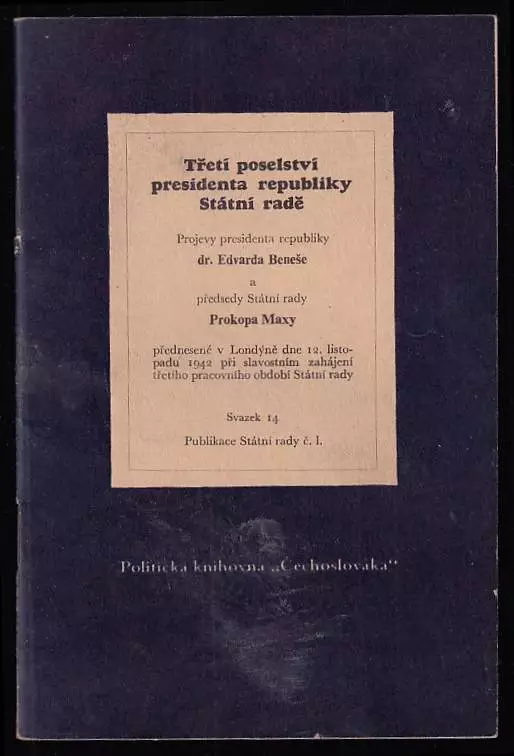 Třetí poselství
presidenta republiky
Státní radě
Projevy presidenta republiky
dr. Edvarda Beneše
a
předsedy Státní rady
Prokopa Maxy
přednesené v Londýně dne 12. listo-
padu 1942 při slavostním zahájení
třetího pracovního období Státní rady
Svazek 14
Publikace Státní rady č. 1.
Politická knihovna „Čechoslováka“